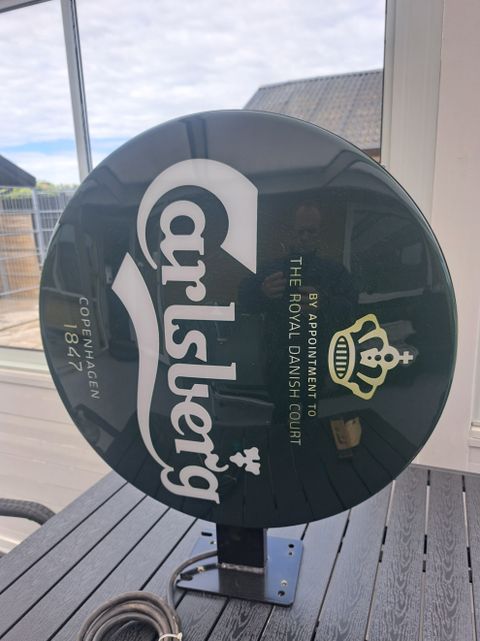 BY APPOINTMENT TO
THE ROYAL DANISH COURT
Carlsberg
COPENHAGEN
1847